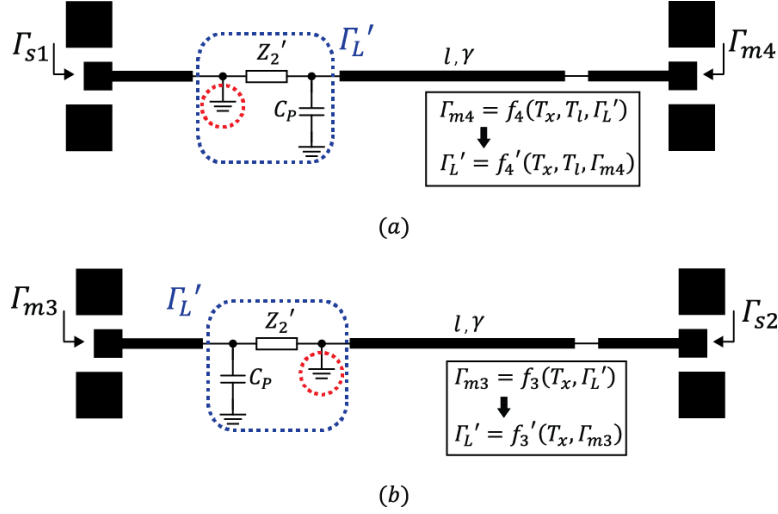 Γs1
Z2′
ΓL′
CP
l, γ
Γm4
Γm4 = f4(Tx, Tl, ΓL′)
ΓL′ = f4′(Tx, Tl, Γm4)
(a)
Γm3
ΓL′
Z2′
CP
l, γ
Γs2
Γm3 = f3(Tx, ΓL′)
ΓL′ = f3′(Tx, Γm3)
(b)